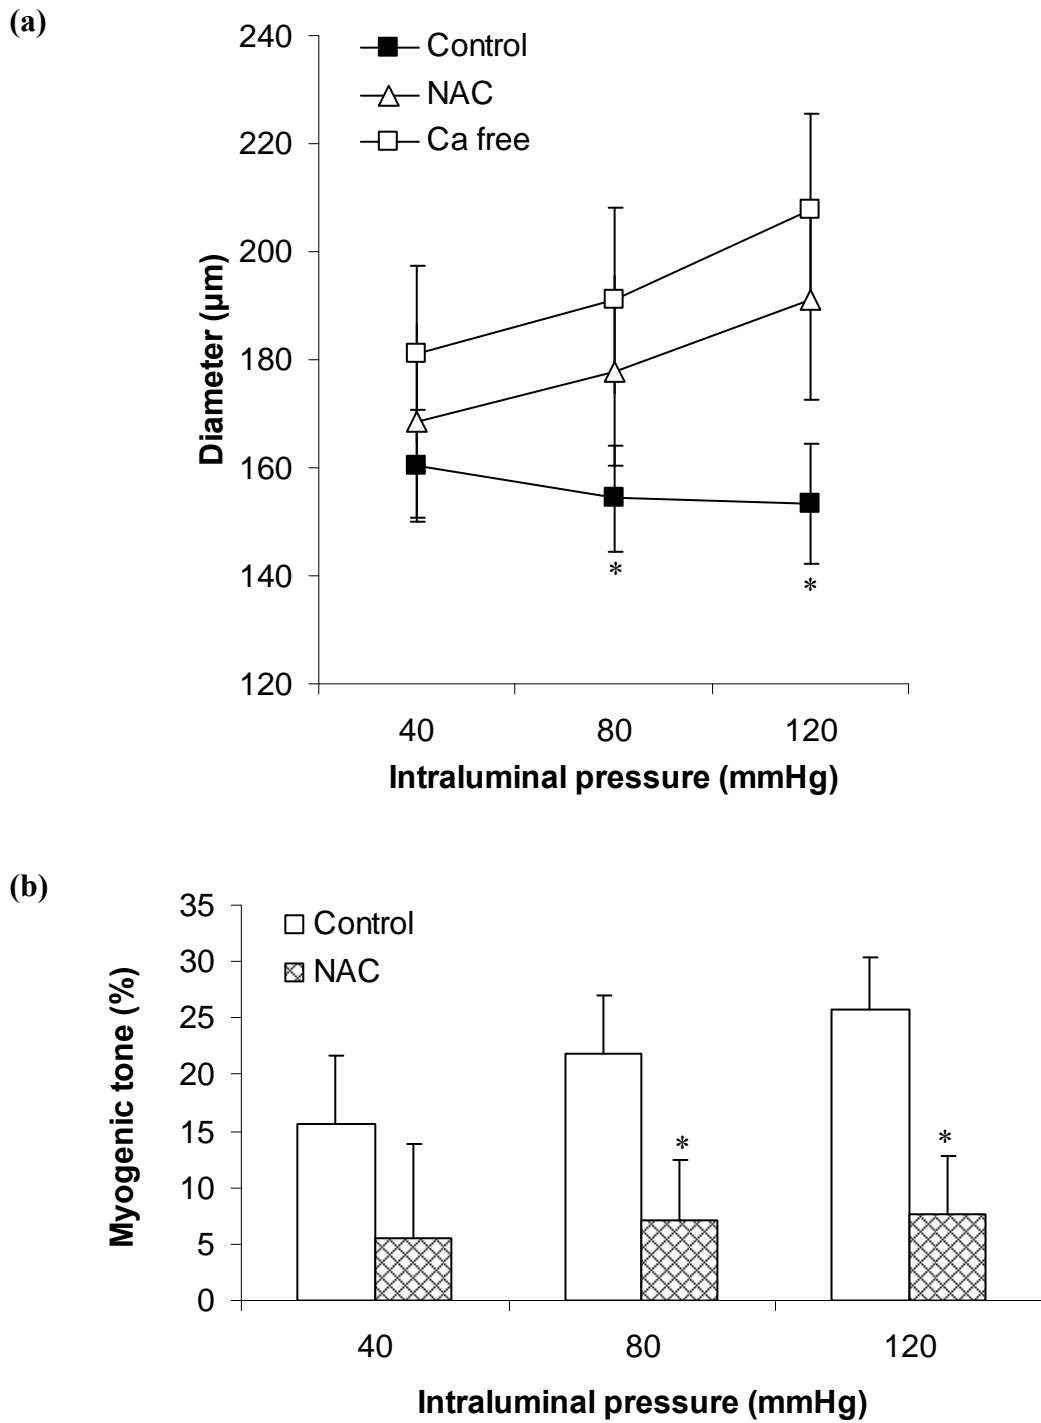 (a)
240
220
200
180
160
140
120
Diameter (µm)
Control
NAC
Ca free
*
*
40 80 120
Intraluminal pressure (mmHg)
(b)
35
30
25
20
15
10
5
0
Myogenic tone (%)
Control
NAC
*
*
40 80 120
Intraluminal pressure (mmHg)